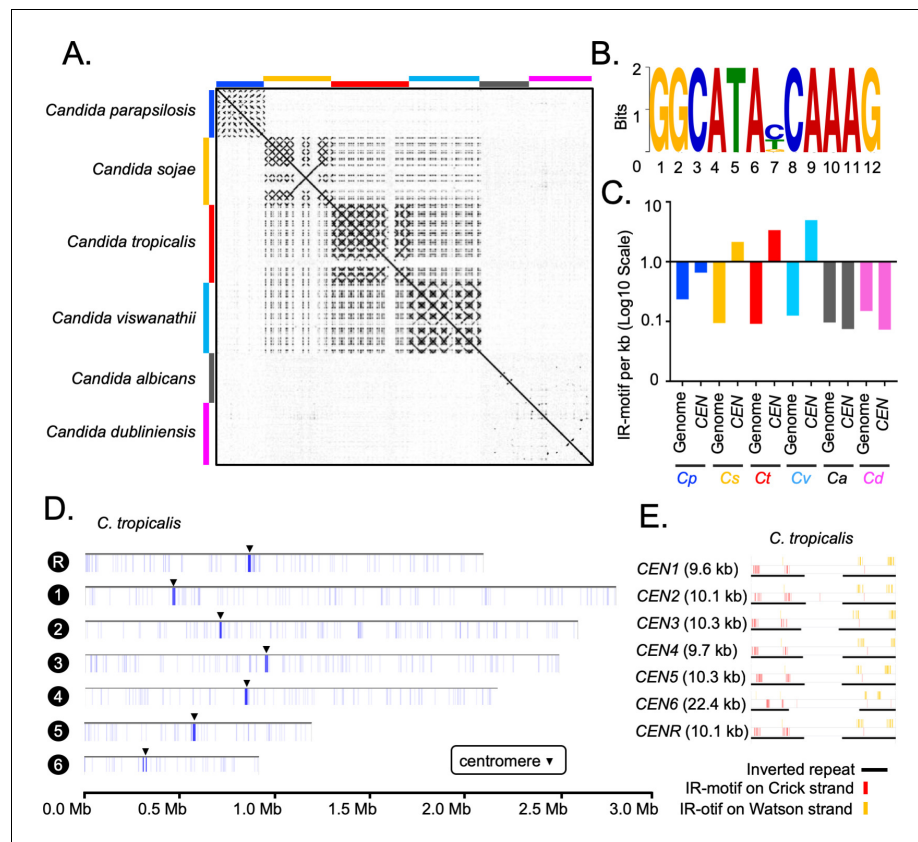 A.
Candida parapsilosis
Candida sojae
Candida tropicalis
Candida viswanathii
Candida albicans
Candida dubliniensis
B.
Bits
2
1
0
GGCATACCAAAG
T
1 2 3 4 5 6 7 8 9 10 11 12
C.
IR-motif per kb (Log10 Scale)
10
1.0
0.1
0
Genome CEN Genome CEN Genome CEN Genome CEN Genome CEN Genome CEN
Cp Cs Ct Cv Ca Cd
D.
C. tropicalis
R
1
2
3
4
5
6
centromere ▾
0.0 Mb 0.5 Mb 1.0 Mb 1.5 Mb 2.0 Mb 2.5 Mb 3.0 Mb
E.
C. tropicalis
CEN1 (9.6 kb)
CEN2 (10.1 kb)
CEN3 (10.3 kb)
CEN4 (9.7 kb)
CEN5 (10.3 kb)
CEN6 (22.4 kb)
CENR (10.1 kb)
Inverted repeat
IR-motif on Crick strand
IR-otif on Watson strand